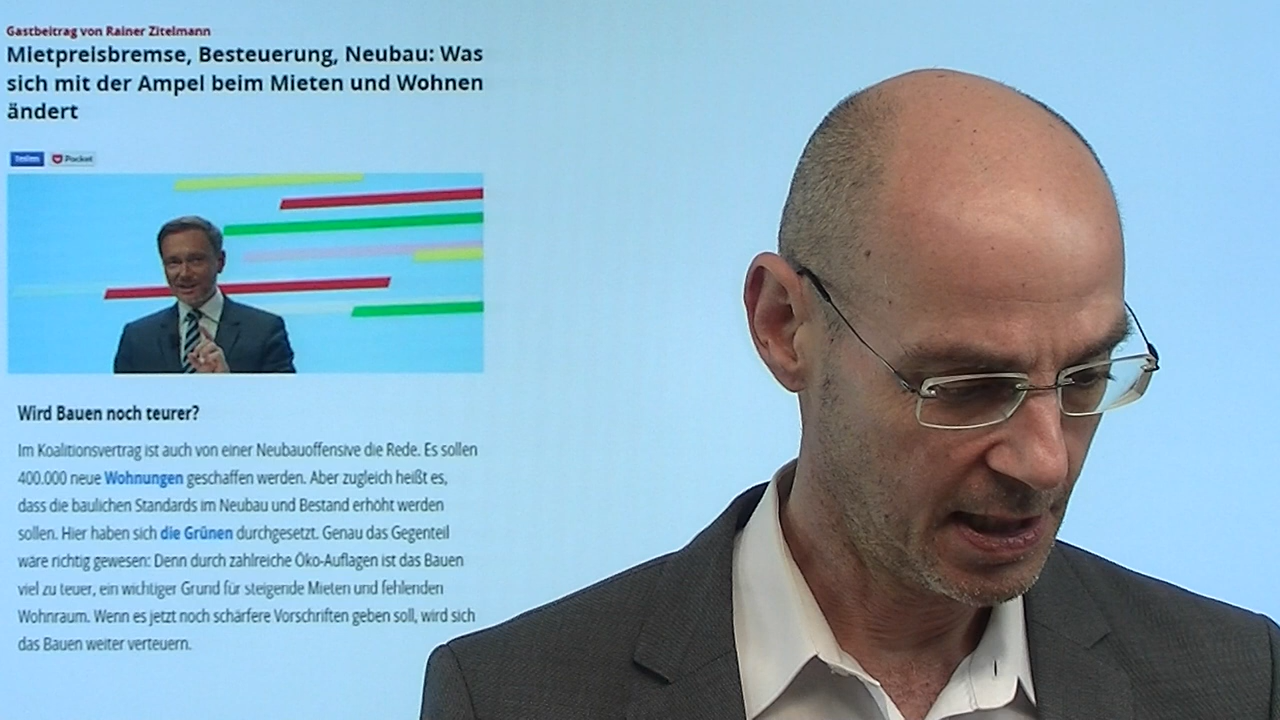 Gastbeitrag von Rainer Zitelmann
Mietpreisbremse, Besteuerung, Neubau: Was
sich mit der Ampel beim Mieten und Wohnen
ändert
Teilen Pocket
Wird Bauen noch teurer?
Im Koalitionsvertrag ist auch von einer Neubauoffensive die Rede. Es sollen
400.000 neue Wohnungen geschaffen werden. Aber zugleich heißt es,
dass die baulichen Standards im Neubau und Bestand erhöht werden
sollen. Hier haben sich die Grünen durchgesetzt. Genau das Gegenteil
wäre richtig gewesen: Denn durch zahlreiche Öko-Auflagen ist das Bauen
viel zu teuer, ein wichtiger Grund für steigende Mieten und fehlenden
Wohnraum. Wenn es jetzt noch schärfere Vorschriften geben soll, wird sich
das Bauen weiter verteuern.